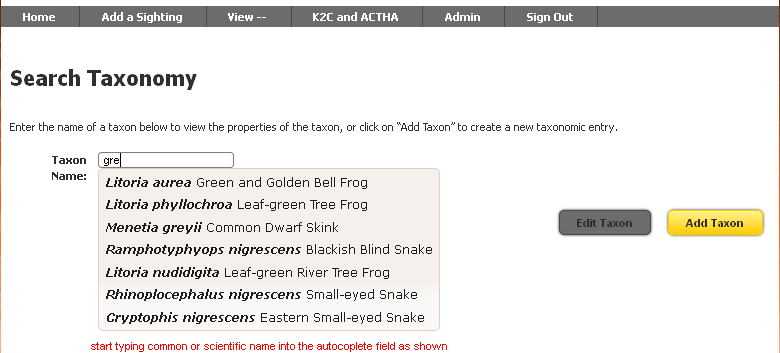 Home Add a Sighting View -- K2C and ACTHA Admin Sign Out
Search Taxonomy
Enter the name of a taxon below to view the properties of the taxon, or click on “Add Taxon” to create a new taxonomic entry.
Taxon Name: gre
Litoria aurea Green and Golden Bell Frog
Litoria phyllochroa Leaf-green Tree Frog
Menetia greyii Common Dwarf Skink
Ramphotyphyops nigrescens Blackish Blind Snake
Litoria nudidigita Leaf-green River Tree Frog
Rhinoplocephalus nigrescens Small-eyed Snake
Cryptophis nigrescens Eastern Small-eyed Snake
Edit Taxon Add Taxon
start typing common or scientific name into the autocoplete field as shown